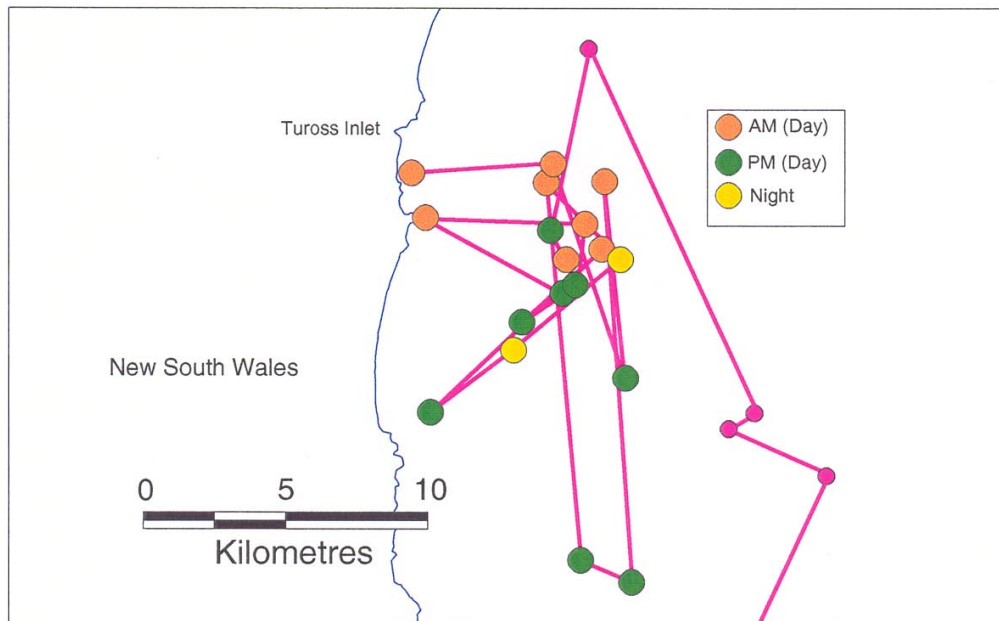 Tuross Inlet
AM (Day)
PM (Day)
Night
New South Wales
0 5 10
Kilometres